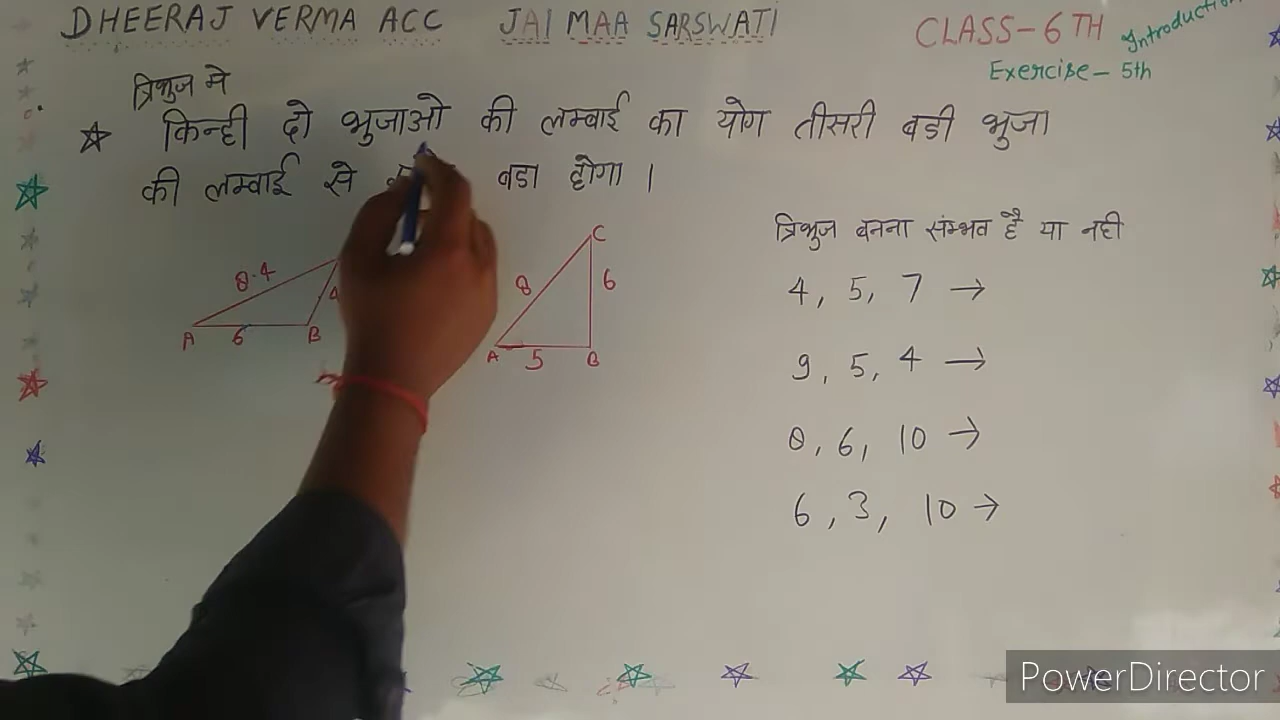 DHEERAJ VERMA ACC JAI MAA SARSWATI
CLASS-6TH Introduction
Exercise- 5th
त्रिभुज मे
किन्ही दो भुजाओ की लम्बाई का योग तीसरी बडी भुजा
की लम्बाई से बडा होगा ।
त्रिभुज बनना संम्भव है या नही
8.4
6
4
A
B
C
8
6
A
5
B
4, 5, 7 →
9, 5, 4 →
8, 6, 10 →
6, 3, 10 →
PowerDirector